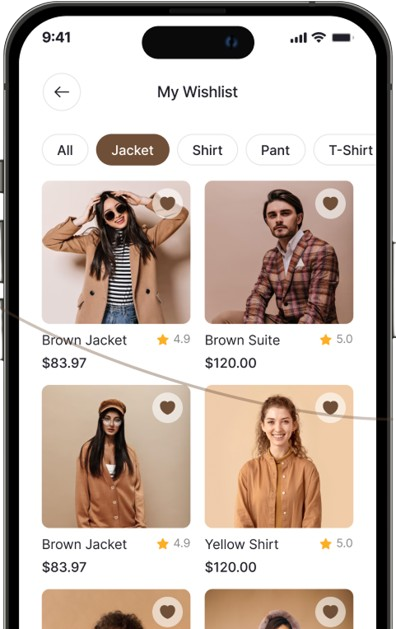 9:41
My Wishlist
All Jacket Shirt Pant T-Shirt
Brown Jacket 4.9 Brown Suite 5.0
$83.97 $120.00
Brown Jacket 4.9 Yellow Shirt 5.0
$83.97 $120.00